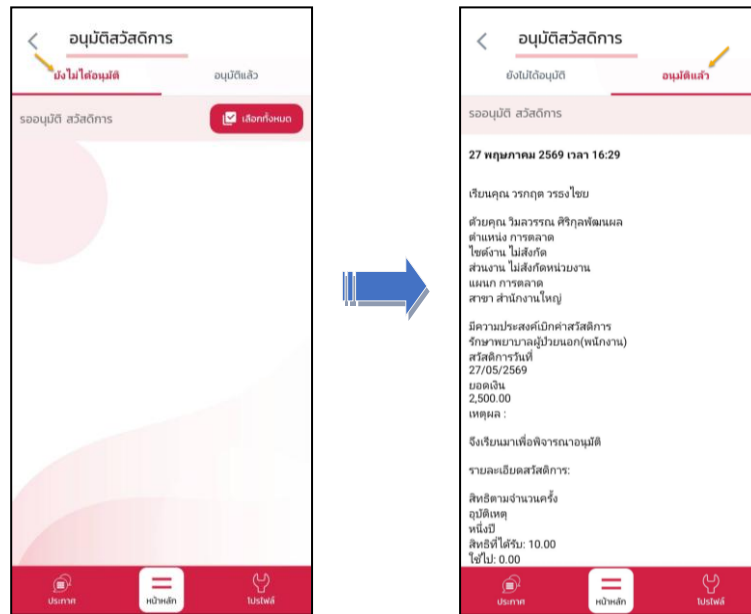 อนุมัติสวัสดิการ
ยังไม่ได้อนุมัติ
อนุมัติแล้ว
รออนุมัติ สวัสดิการ
เลือกทั้งหมด
ประกาศ
หน้าหลัก
โปรไฟล์
อนุมัติสวัสดิการ
ยังไม่ได้อนุมัติ
อนุมัติแล้ว
รออนุมัติ สวัสดิการ
27 พฤษภาคม 2569 เวลา 16:29
เรียนคุณ วรกฤต วรธงไชย
ด้วยคุณ วิมลวรรณ ศิริกุลพัฒนผล
ตำแหน่ง การตลาด
ไซต์งาน ไม่สังกัด
ส่วนงาน ไม่สังกัดหน่วยงาน
แผนก การตลาด
สาขา สำนักงานใหญ่
มีความประสงค์เบิกค่าสวัสดิการ
รักษาพยาบาลผู้ป่วยนอก(พนักงาน)
สวัสดิการวันที่
27/05/2569
ยอดเงิน
2,500.00
เหตุผล :
จึงเรียนมาเพื่อพิจารณาอนุมัติ
รายละเอียดสวัสดิการ:
สิทธิตามจำนวนครั้ง
อุบัติเหตุ
หนึ่งปี
สิทธิที่ได้รับ: 10.00
ใช้ไป: 0.00
ประกาศ
หน้าหลัก
โปรไฟล์